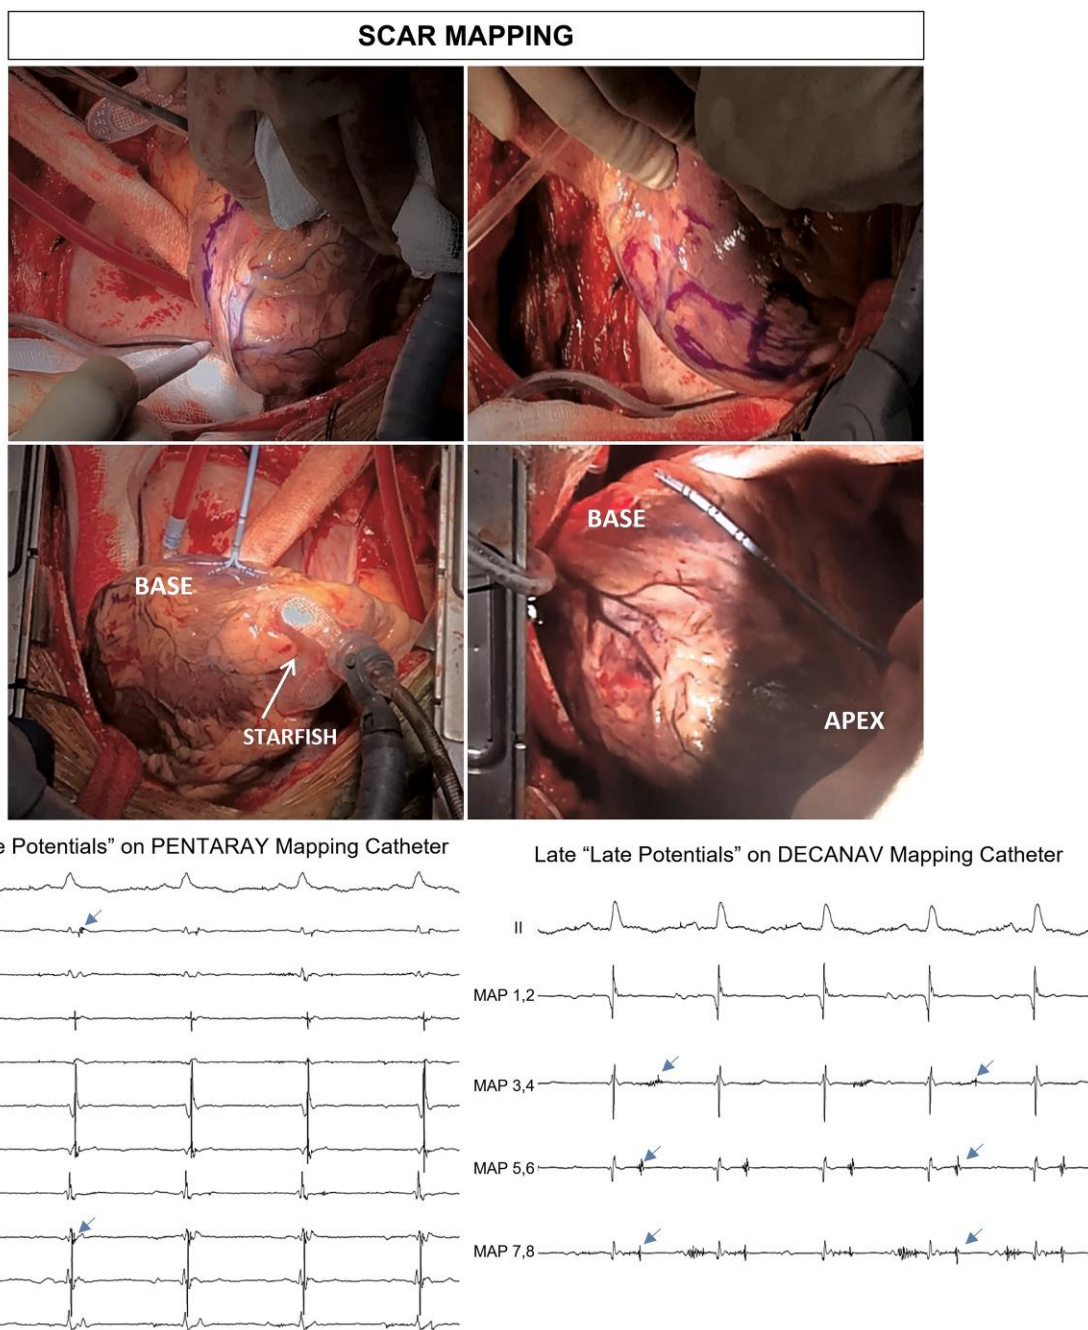 SCAR MAPPING
BASE
STARFISH
BASE
APEX
Potentials” on PENTARAY Mapping Catheter
Late “Late Potentials” on DECANAV Mapping Catheter
II
MAP 1,2
MAP 3,4
MAP 5,6
MAP 7,8